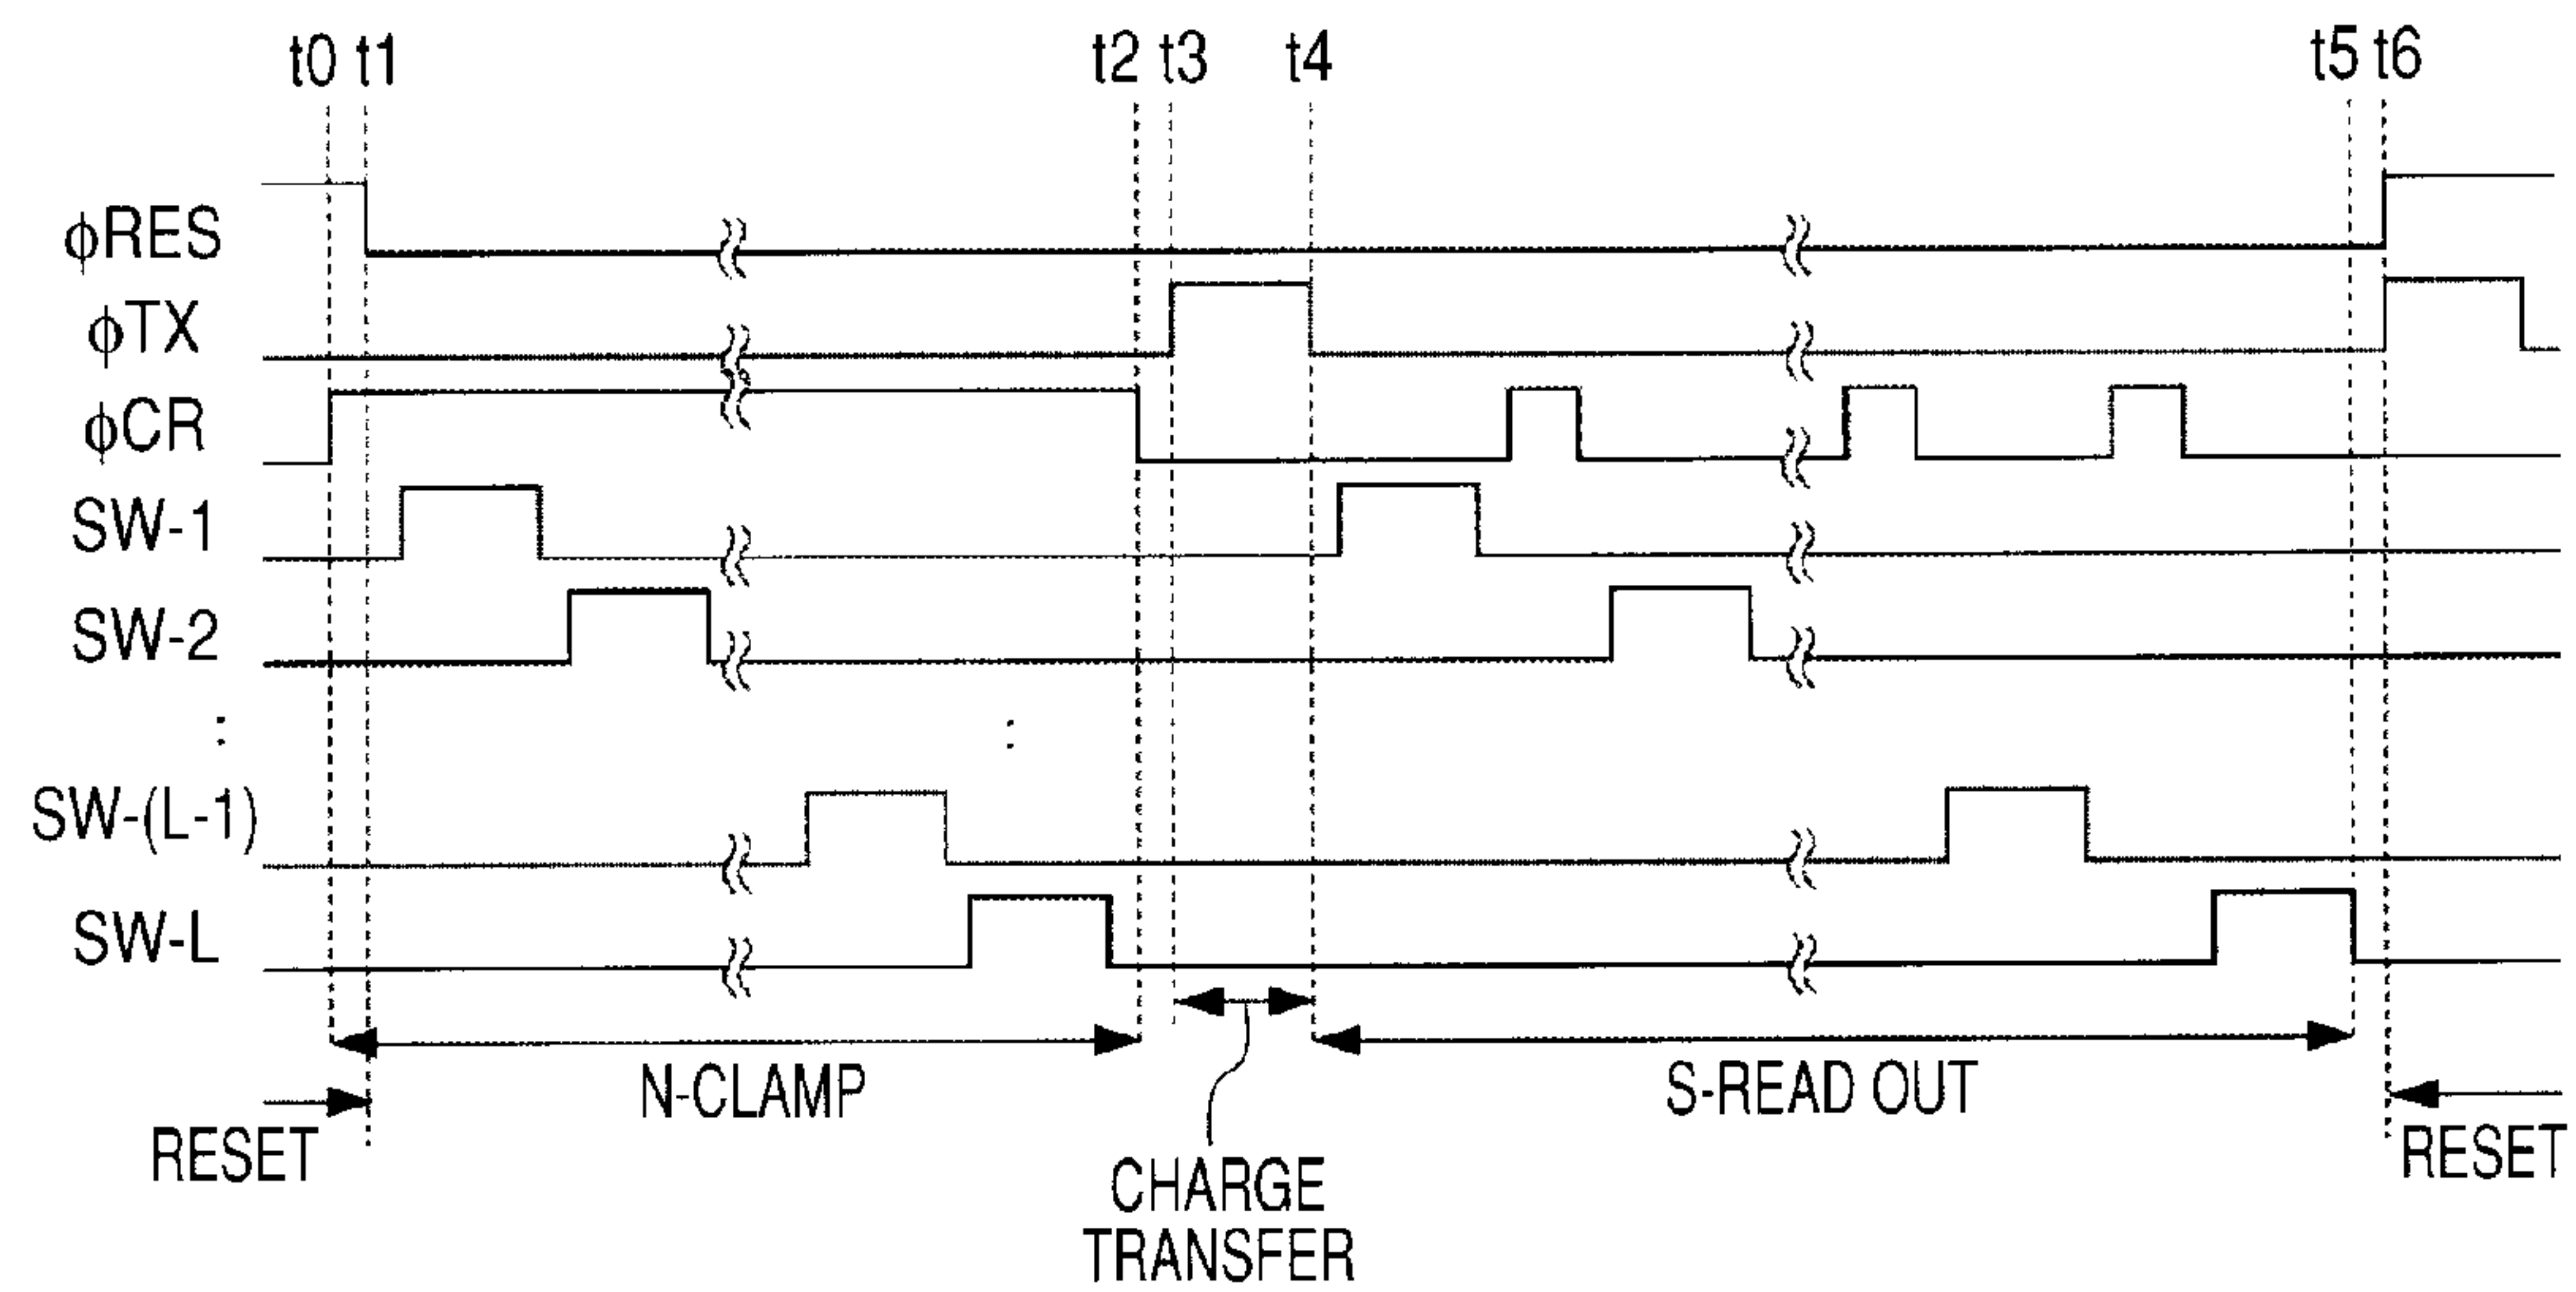 t0 t1 t2 t3 t4 t5 t6
ϕRES
ϕTX
ϕCR
SW-1
SW-2
:
:
SW-(L-1)
SW-L
N-CLAMP
S-READ OUT
RESET
RESET
CHARGE
TRANSFER